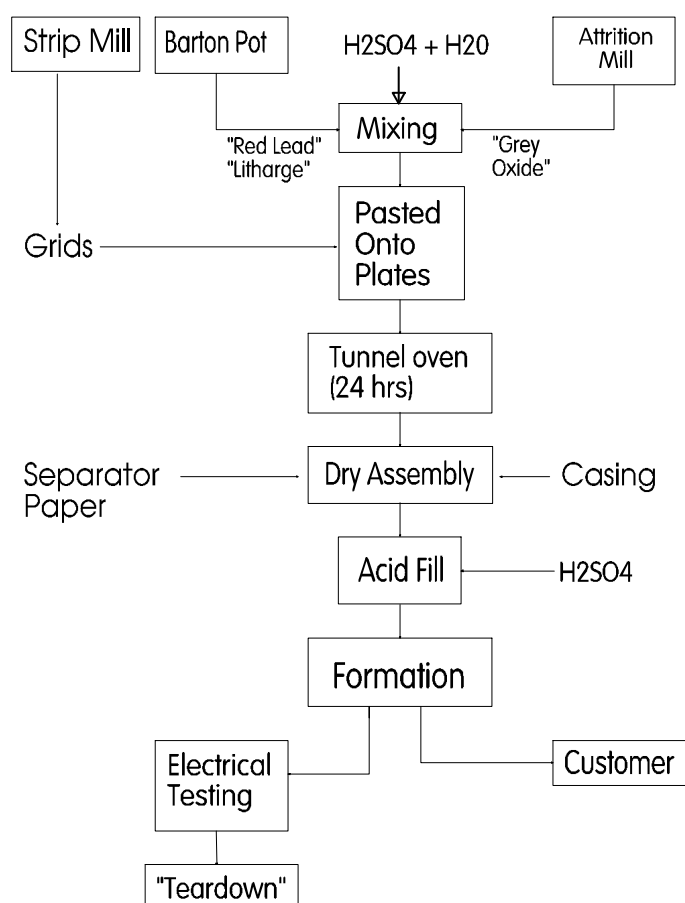 Strip Mill
Barton Pot
H2SO4 + H20
Attrition
Mill
Mixing
"Red Lead"
"Litharge"
"Grey
Oxide"
Pasted
Onto
Plates
Grids
Tunnel oven
(24 hrs)
Separator
Paper
Dry Assembly
Casing
Acid Fill
H2SO4
Formation
Electrical
Testing
Customer
"Teardown"